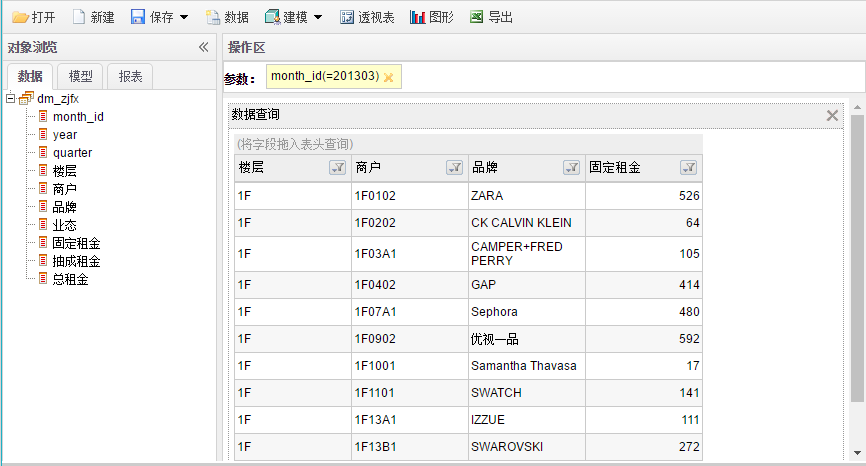 打开 新建 保存 数据 建模 透视表 图形 导出
对象浏览
操作区
数据 模型 报表
参数： month_id(=201303)
dm_zjfx
month_id
year
quarter
楼层
商户
品牌
业态
固定租金
抽成租金
总租金
数据查询
(将字段拖入表头查询)
楼层 商户 品牌 固定租金
1F 1F0102 ZARA 526
1F 1F0202 CK CALVIN KLEIN 64
1F 1F03A1 CAMPER+FRED PERRY 105
1F 1F0402 GAP 414
1F 1F07A1 Sephora 480
1F 1F0902 优视一品 592
1F 1F1001 Samantha Thavasa 17
1F 1F1101 SWATCH 141
1F 1F13A1 IZZUE 111
1F 1F13B1 SWAROVSKI 272